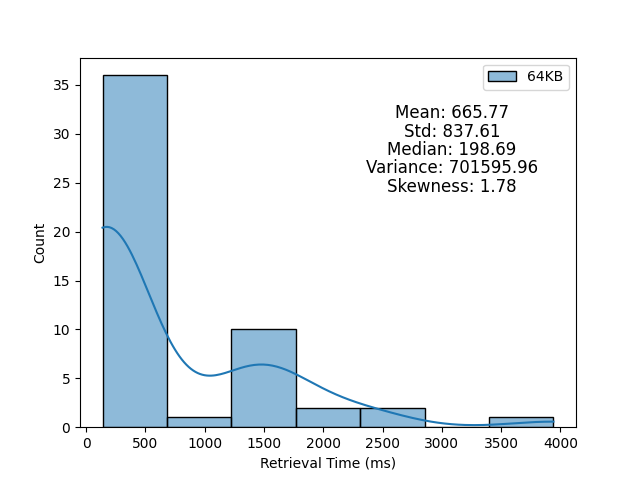 64KB
Mean: 665.77
Std: 837.61
Median: 198.69
Variance: 701595.96
Skewness: 1.78
Count
35
30
25
20
15
10
5
0
0 500 1000 1500 2000 2500 3000 3500 4000
Retrieval Time (ms)